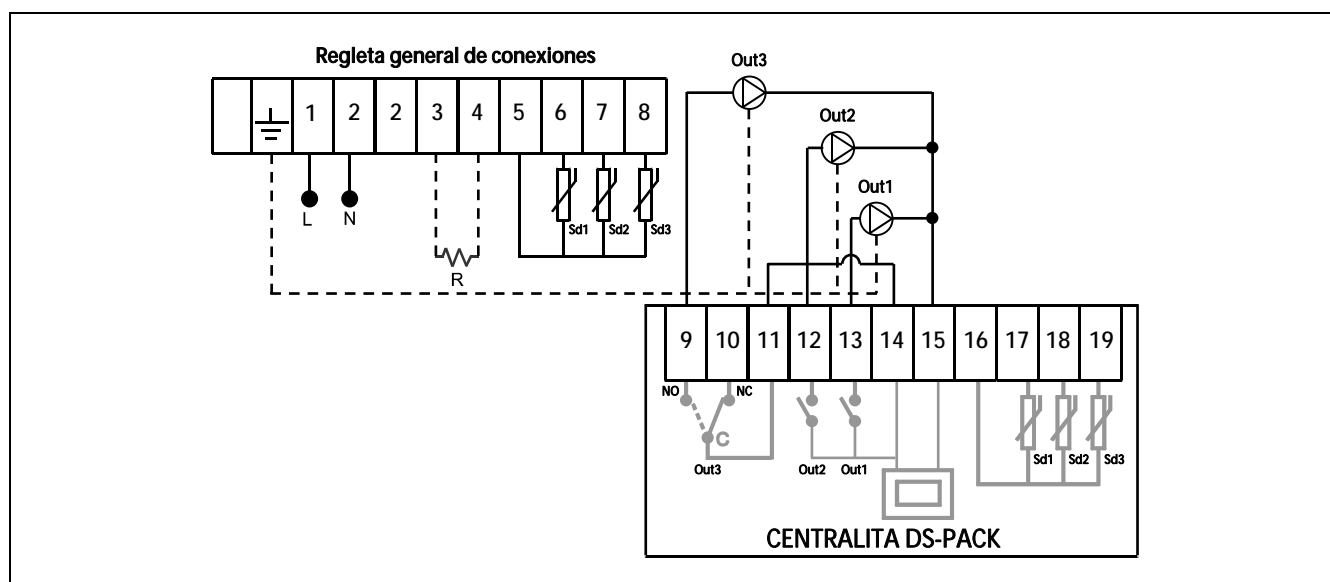 Regleta general de conexiones
1 2 2 3 4 5 6 7 8
L N
R
Sd1 Sd2 Sd3
Out3
Out2
Out1
9 10 11 12 13 14 15 16 17 18 19
NO NC
C
Out3 Out2 Out1
Sd1 Sd2 Sd3
CENTRALITA DS-PACK